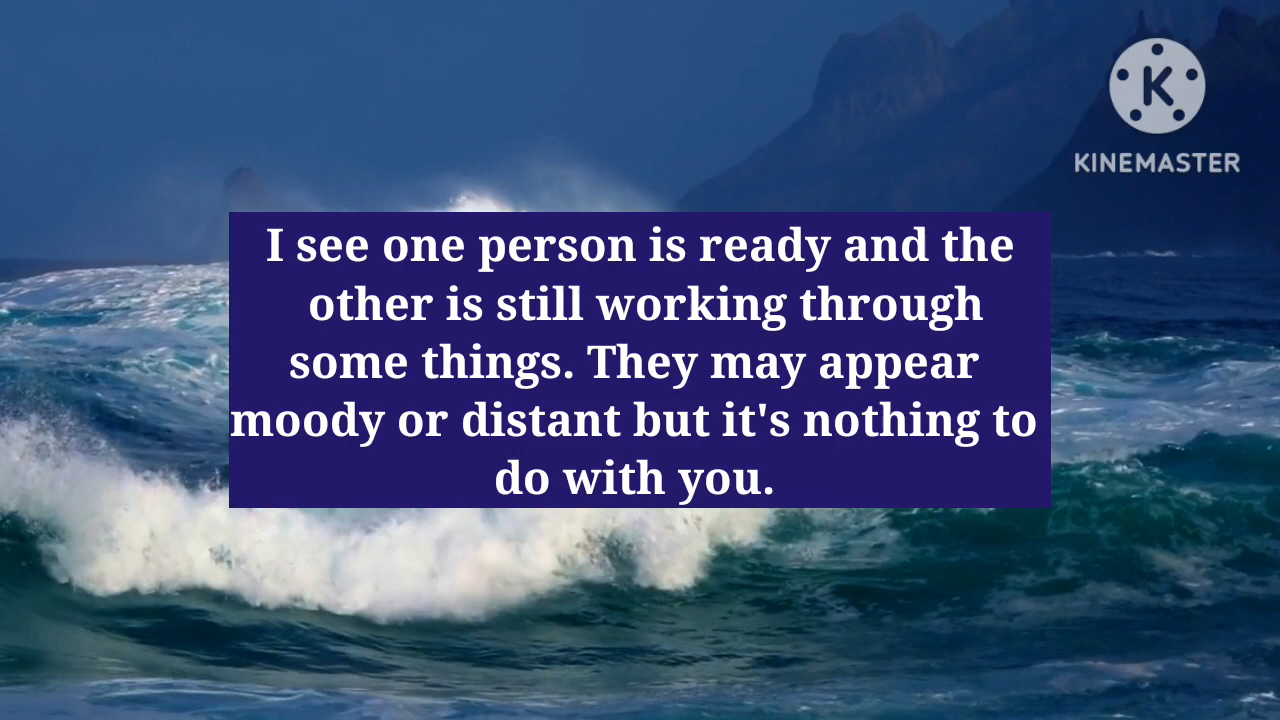 K
KINEMASTER
I see one person is ready and the
other is still working through
some things. They may appear
moody or distant but it's nothing to
do with you.